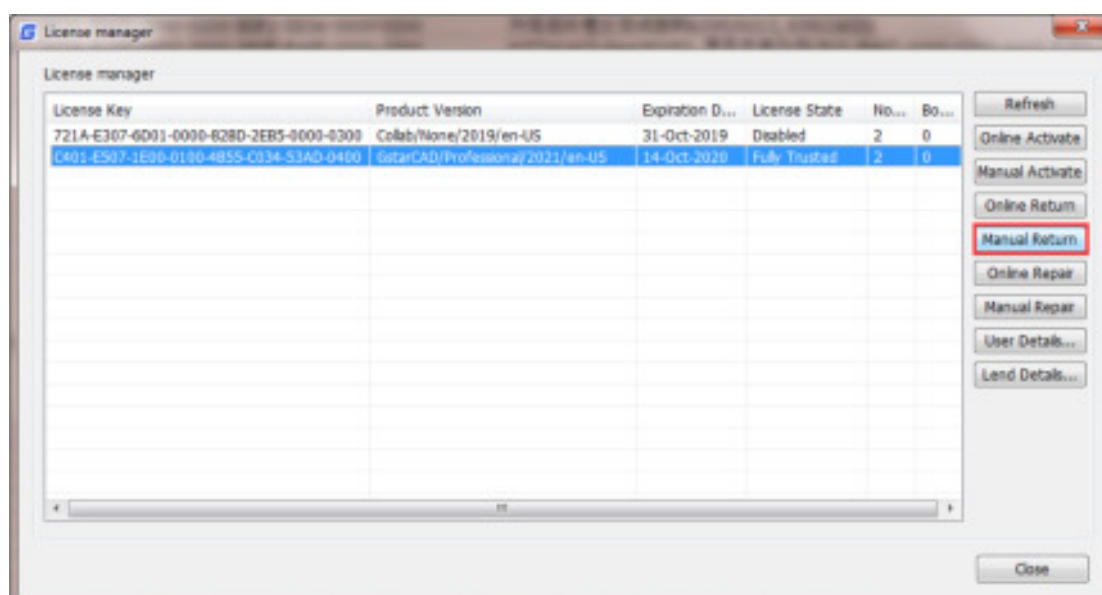 License manager
License manager
License Key Product Version Expiration D... License State No... Bo...
721A-E307-6D01-0000-828D-2EB5-0000-0300 Collab/None/2019/en-US 31-Oct-2019 Disabled 2 0
C401-E507-1E00-0100-4855-C034-53AD-0400 GstarCAD/Professional/2021/en-US 14-Oct-2020 Fully Trusted 2 0
Refresh
Online Activate
Manual Activate
Online Return
Manual Return
Online Repair
Manual Repair
User Details...
Lend Details...
Close